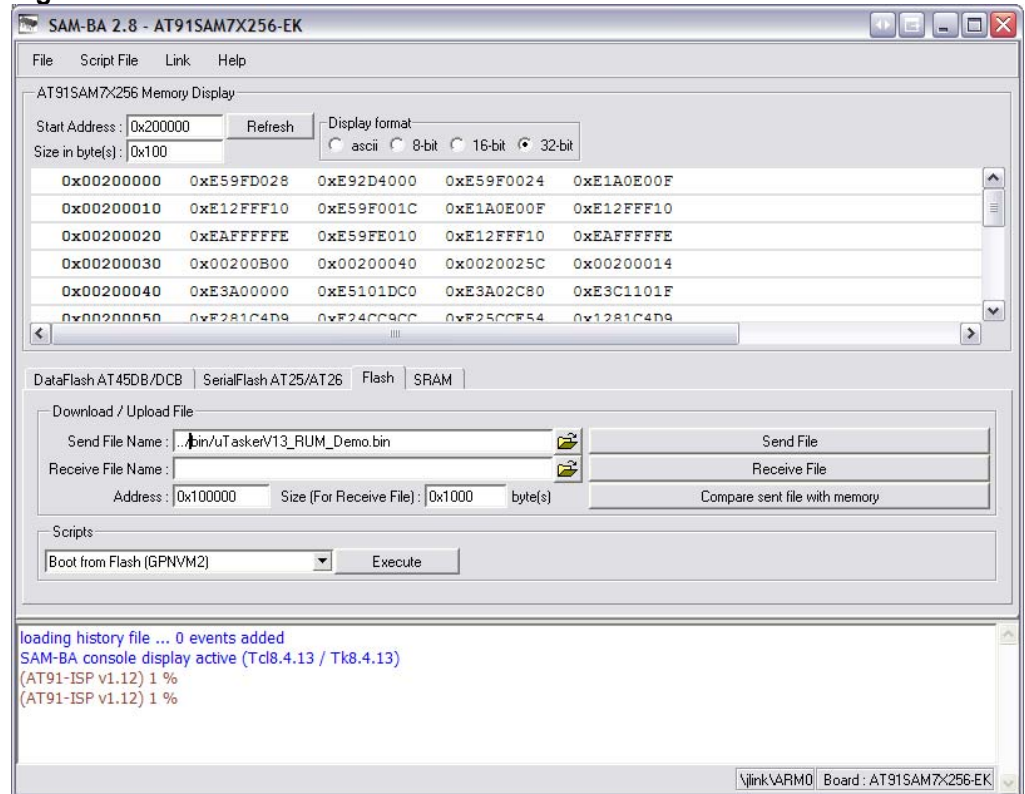 SAM-BA 2.8 - AT91SAM7X256-EK
File Script File Link Help
AT91SAM7X256 Memory Display
Start Address : 0x200000 Refresh
Size in byte(s) : 0x100
Display format
ascii 8-bit 16-bit 32-bit
0x00200000 0xE59FD028 0xE92D4000 0xE59F0024 0xE1A0E00F
0x00200010 0xE12FFF10 0xE59F001C 0xE1A0E00F 0xE12FFF10
0x00200020 0xEAFFFFFE 0xE59FE010 0xE12FFF10 0xEAFFFFFE
0x00200030 0x00200B00 0x00200040 0x0020025C 0x00200014
0x00200040 0xE3A00000 0xE5101DC0 0xE3A02C80 0xE3C1101F
0x00200050 0xE281C4D9 0xE24CC9CC 0xE25CCE54 0x1281C4D9
DataFlash AT45DB/DCB SerialFlash AT25/AT26 Flash SRAM
Download / Upload File
Send File Name : ../bin/uTaskerV13_RUM_Demo.bin Send File
Receive File Name : Receive File
Address : 0x100000 Size (For Receive File) : 0x1000 byte(s) Compare sent file with memory
Scripts
Boot from Flash (GPNVM2) Execute
loading history file ... 0 events added
SAM-BA console display active (Tcl8.4.13 / Tk8.4.13)
(AT91-ISP v1.12) 1 %
(AT91-ISP v1.12) 1 %
\jlink\ARM0 Board : AT91SAM7X256-EK